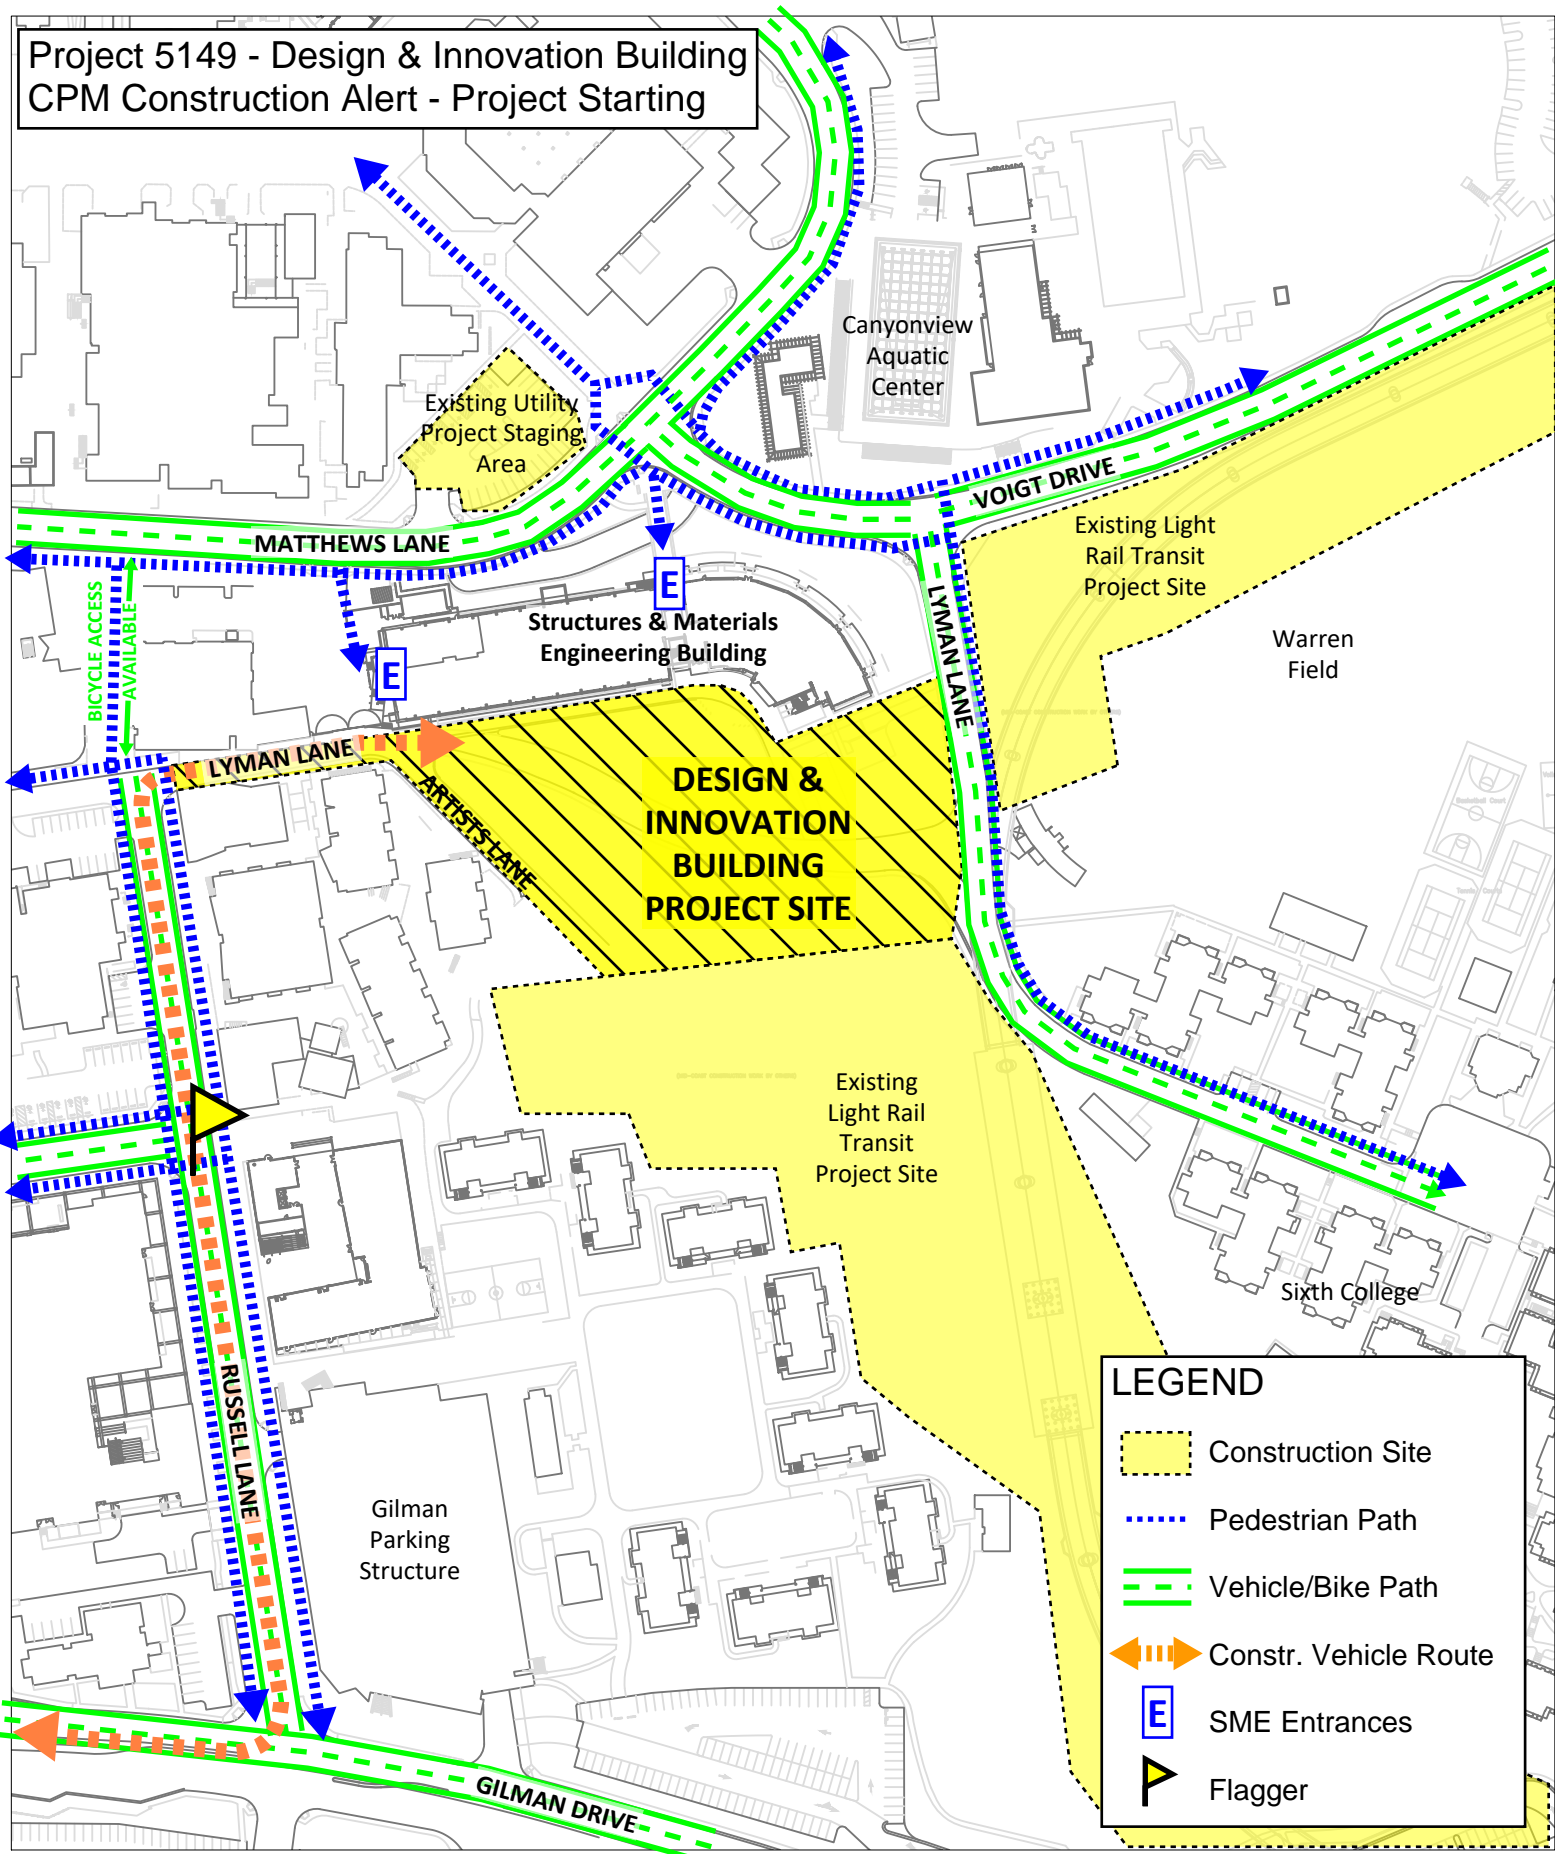 Project 5149 - Design & Innovation Building
CPM Construction Alert - Project Starting
Canyonview
Aquatic
Center
Existing Utility
Project Staging
Area
VOIGT DRIVE
MATTHEWS LANE
Existing Light
Rail Transit
Project Site
BICYCLE ACCESS
AVAILABLE
E
Structures & Materials
Engineering Building
E
LYMAN LANE
Warren
Field
LYMAN LANE
ARTISTS LANE
DESIGN &
INNOVATION
BUILDING
PROJECT SITE
Basketball Court
Existing
Light Rail
Transit
Project Site
Sixth College
RUSSELL LANE
Gilman
Parking
Structure
GILMAN DRIVE
LEGEND
Construction Site
Pedestrian Path
Vehicle/Bike Path
Constr. Vehicle Route
E
SME Entrances
Flagger